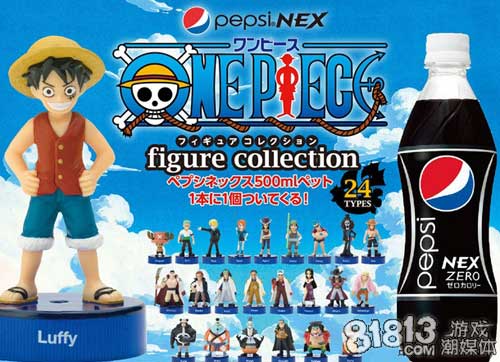 pepsi NEX
ワンピース
ONE PIECE
フィギュアコレクション
figure collection
ペプシネックス500mlペット
1本に1個ついてくる!
24
TYPES
Luffy
pepsi
NEX
ZERO
ゼロカロリー
81813
游戏
潮媒体